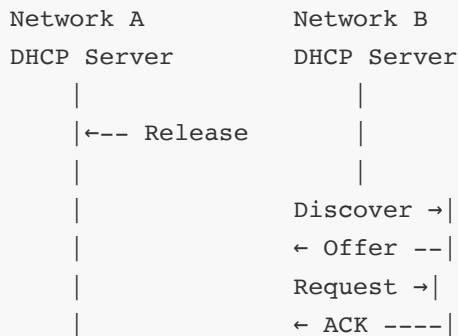 Network A          Network B
DHCP Server        DHCP Server
    |                  |
    |←-- Release       |
    |                  |
    |              Discover →|
    |              ← Offer --|
    |              Request →|
    |              ← ACK ----|